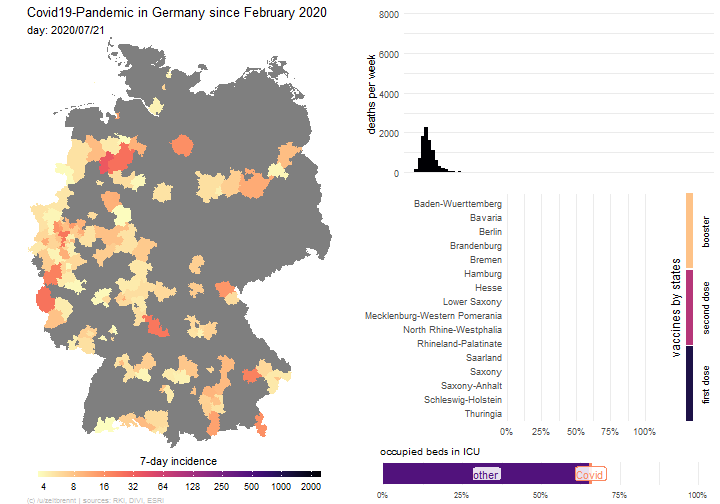 Covid19-Pandemic in Germany since February 2020
day: 2020/07/21
7-day incidence
4 8 16 32 64 128 250 500 1000 2000
(c) /u/zeitbrennt | sources: RKI, DIVI, ESRI
deaths per week
8000
6000
4000
2000
0
Baden-Wuerttemberg
Bavaria
Berlin
Brandenburg
Bremen
Hamburg
Hesse
Lower Saxony
Mecklenburg-Western Pomerania
North Rhine-Westphalia
Rhineland-Palatinate
Saarland
Saxony
Saxony-Anhalt
Schleswig-Holstein
Thuringia
0% 25% 50% 75% 100%
vaccines by states
booster
second dose
first dose
occupied beds in ICU
other Covid
0% 25% 50% 75% 100%